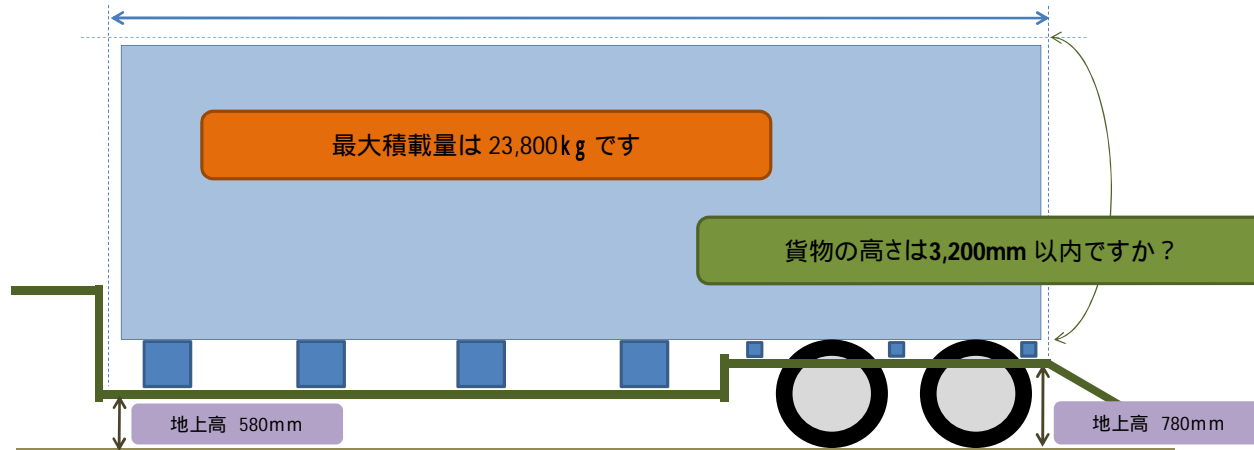 最大積載量は 23,800kg です
貨物の高さは3,200mm 以内ですか？
地上高 580mm
地上高 780mm